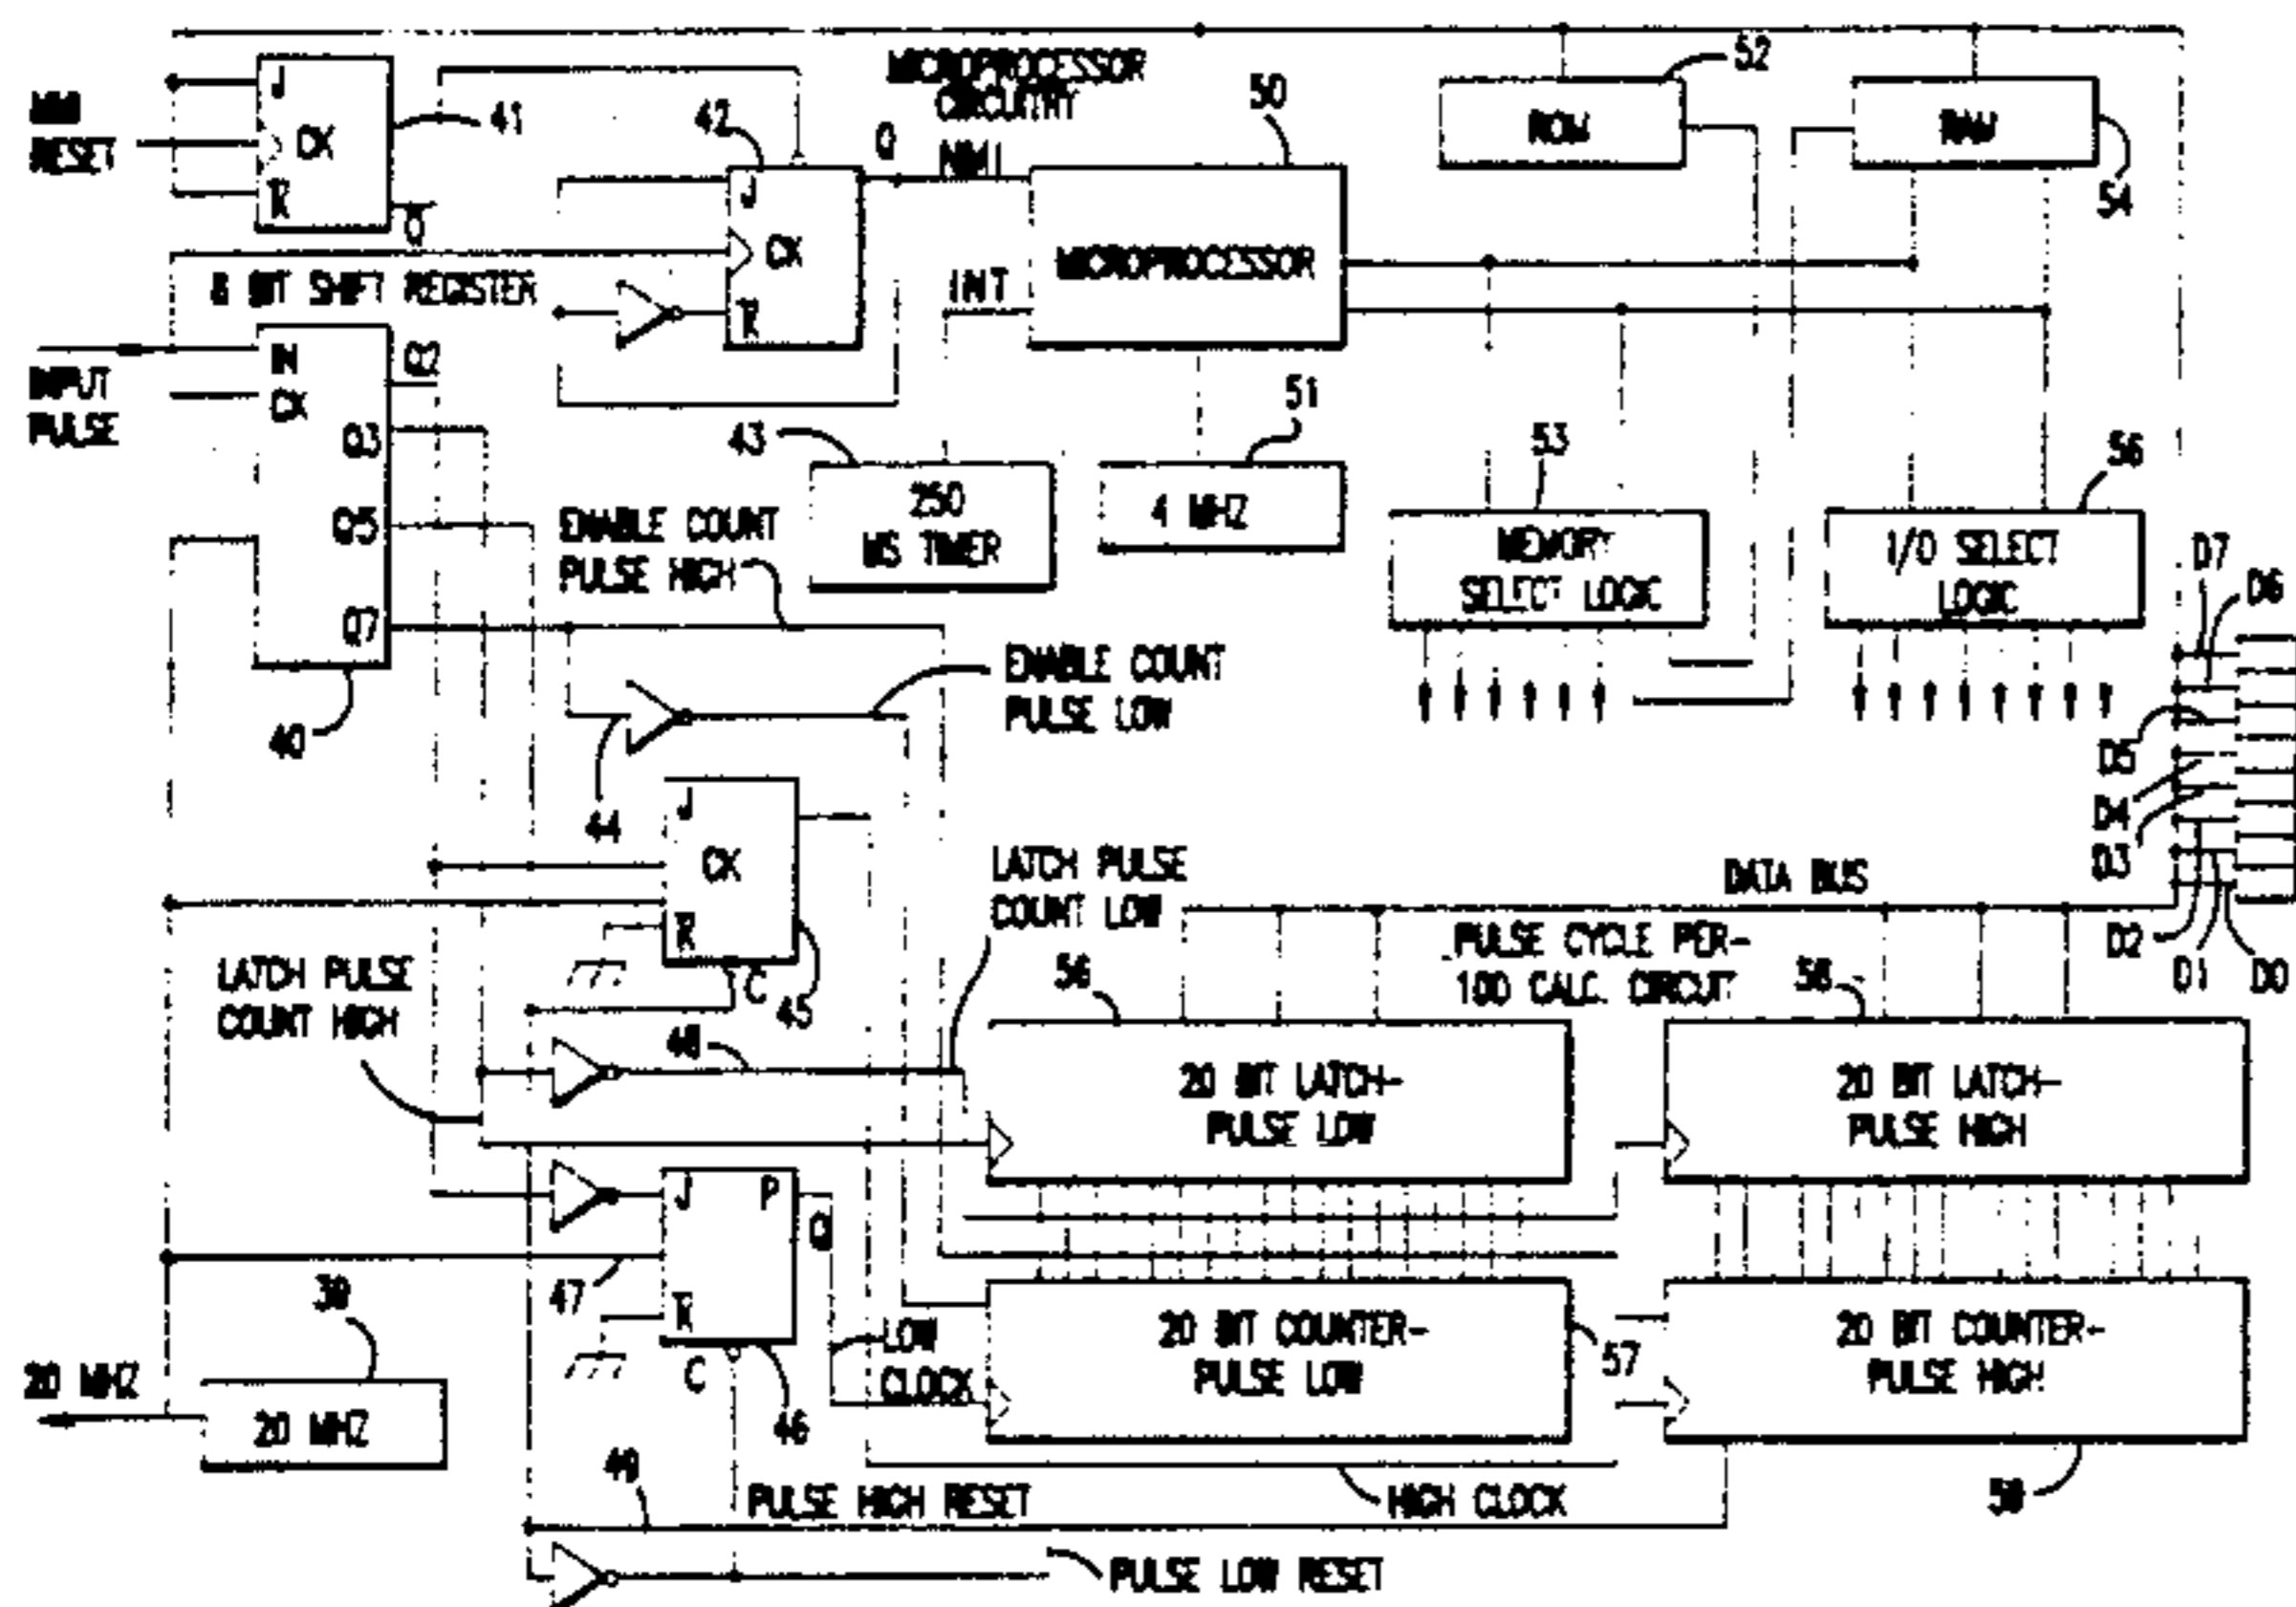 MICROPROCESSOR
CIRCUITRY
RESET
J
CK
K
Q
41
42
J
CK
K
Q
NMI
INT
50
MICROPROCESSOR
52
ROM
RAM
54
8 BIT SHIFT REGISTER
INPUT
PULSE
IN
CK
Q2
Q3
Q5
Q7
40
43
250
MS TIMER
51
4 MHZ
53
MEMORY
SELECT LOGIC
I/O SELECT
LOGIC
D7
D6
D5
D4
D3
D2
D1
D0
ENABLE COUNT
PULSE HIGH
ENABLE COUNT
PULSE LOW
44
J
CK
K
C
45
LATCH PULSE
COUNT LOW
DATA BUS
PULSE CYCLE PER-
100 CALC. CIRCUIT
LATCH PULSE
COUNT HIGH
48
56
20 BIT LATCH-
PULSE LOW
58
20 BIT LATCH-
PULSE HIGH
J
P
Q
K
C
46
47
LOW
CLOCK
20 BIT COUNTER-
PULSE LOW
57
20 BIT COUNTER-
PULSE HIGH
20 MHZ
20 MHZ
49
PULSE HIGH RESET
HIGH CLOCK
PULSE LOW RESET